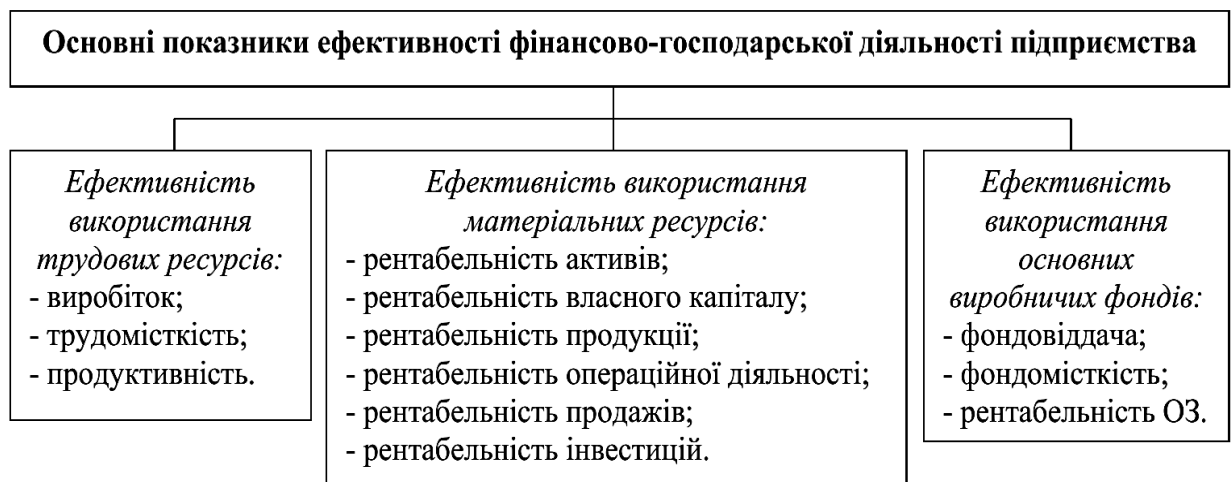 Основні показники ефективності фінансово-господарської діяльності підприємства
Ефективність
використання
трудових ресурсів:
- виробіток;
- трудомісткість;
- продуктивність.
Ефективність використання
матеріальних ресурсів:
- рентабельність активів;
- рентабельність власного капіталу;
- рентабельність продукції;
- рентабельність операційної діяльності;
- рентабельність продажів;
- рентабельність інвестицій.
Ефективність
використання
основних
виробничих фондів:
- фондовіддача;
- фондомісткість;
- рентабельність ОЗ.